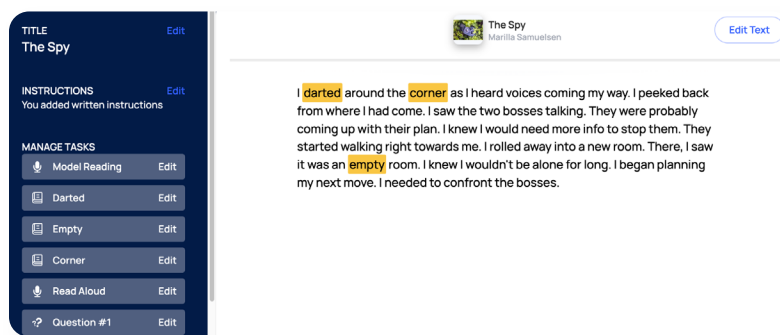 TITLE Edit
The Spy
INSTRUCTIONS Edit
You added written instructions
MANAGE TASKS
Model Reading Edit
Darted Edit
Empty Edit
Corner Edit
Read Aloud Edit
?? Question #1 Edit
The Spy
Marilla Samuelsen
Edit Text
I darted around the corner as I heard voices coming my way. I peeked back
from where I had come. I saw the two bosses talking. They were probably
coming up with their plan. I knew I would need more info to stop them. They
started walking right towards me. I rolled away into a new room. There, I saw
it was an empty room. I knew I wouldn't be alone for long. I began planning
my next move. I needed to confront the bosses.